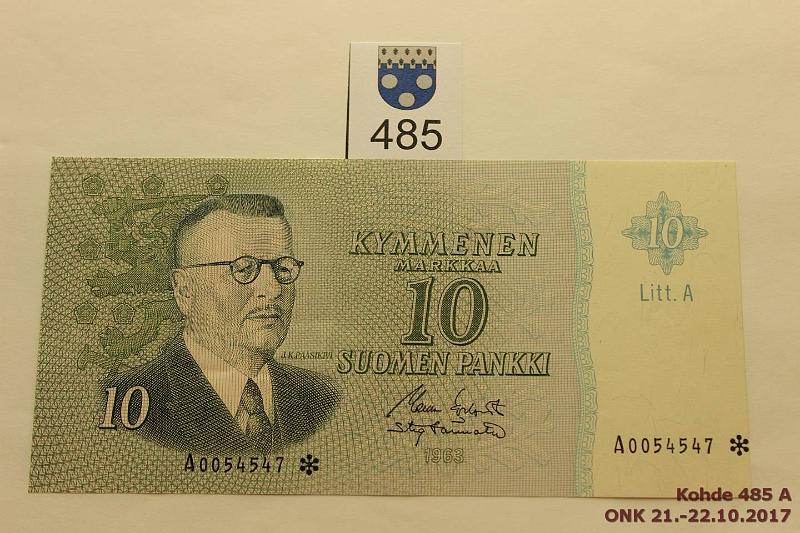 485
KYMMENEN
MARKKAA
10
10
Litt. A
J.K.PAASIKIVI
SUOMEN PANKKI
10
1963
A0054547 *
A0054547 *
Kohde 485 A
ONK 21.-22.10.2017